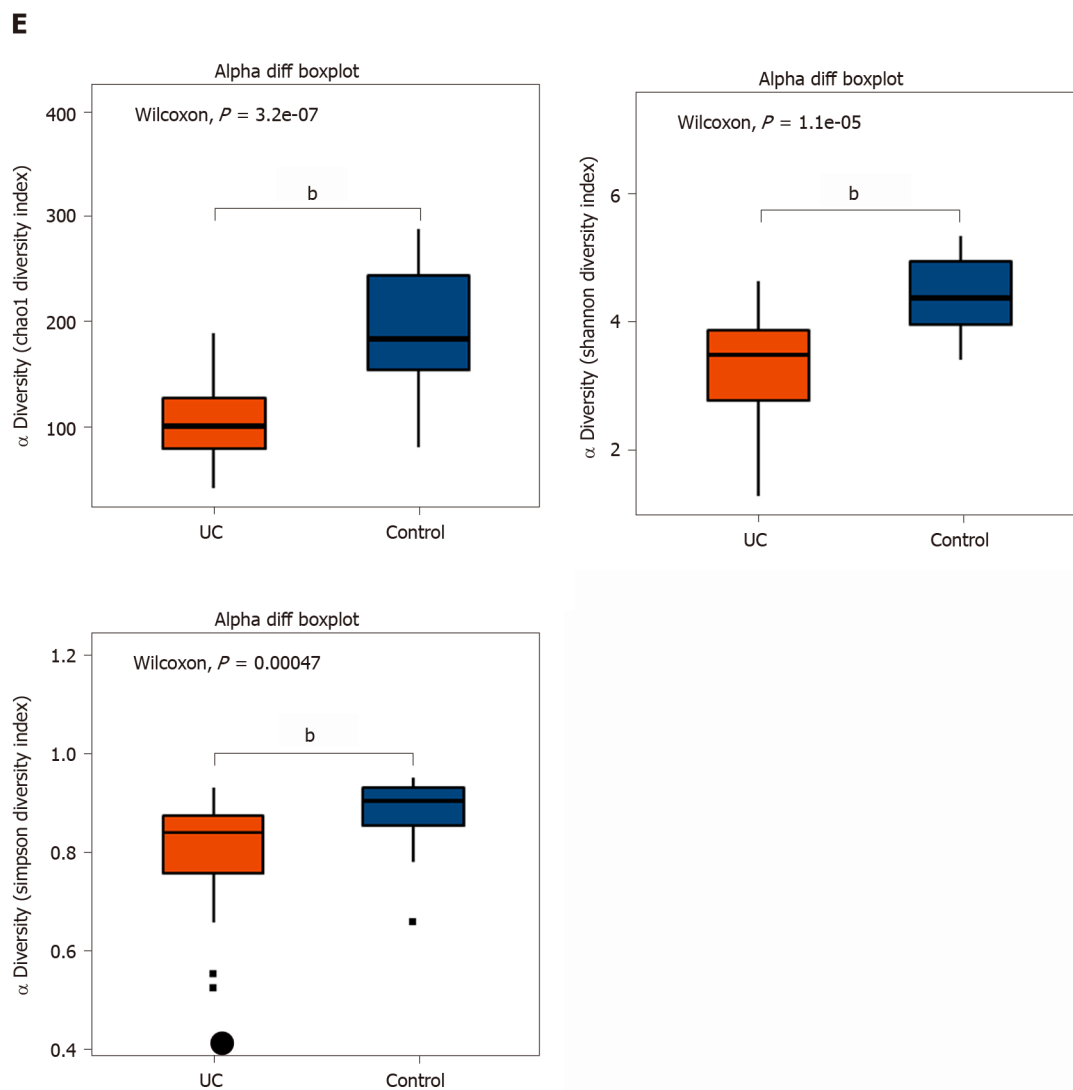 E
Alpha diff boxplot
Wilcoxon, P = 3.2e-07
b
α Diversity (chao1 diversity index)
400
300
200
100
UC Control
Alpha diff boxplot
Wilcoxon, P = 1.1e-05
b
α Diversity (shannon diversity index)
6
4
2
UC Control
Alpha diff boxplot
Wilcoxon, P = 0.00047
b
α Diversity (simpson diversity index)
1.2
1.0
0.8
0.6
0.4
UC Control